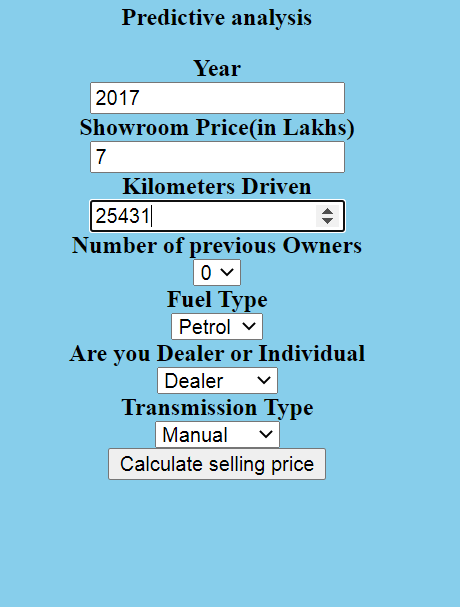 Predictive analysis
Year
2017
Showroom Price(in Lakhs)
7
Kilometers Driven
25431
Number of previous Owners
0
Fuel Type
Petrol
Are you Dealer or Individual
Dealer
Transmission Type
Manual
Calculate selling price